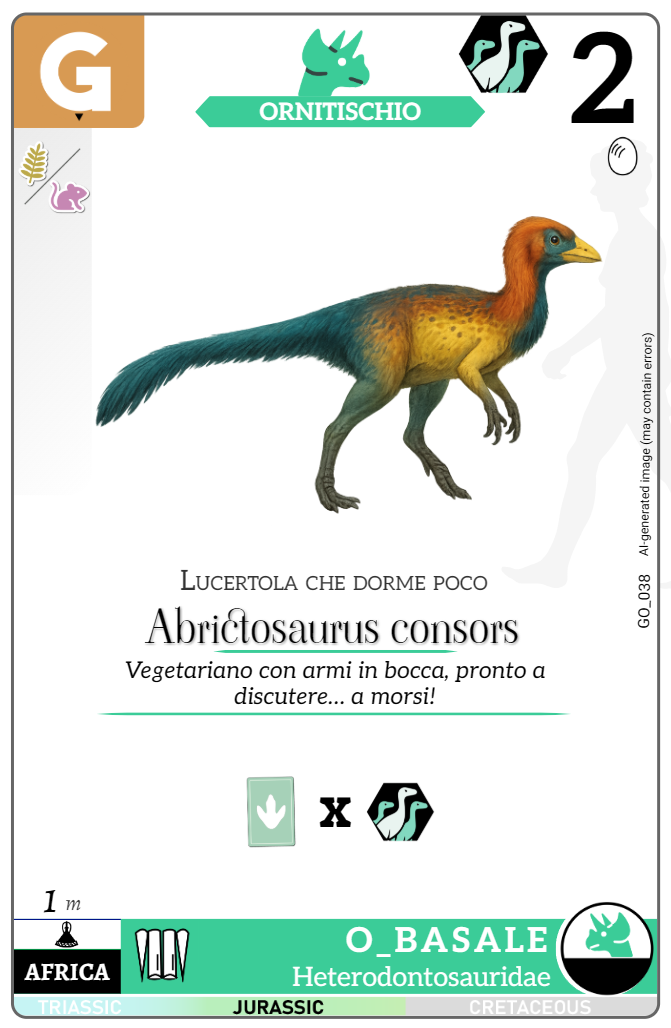 G
ORNITISCHIO
2
AI-generated image (may contain errors)
GO_038
Lucertola che dorme poco
Abrictosaurus consors
Vegetariano con armi in bocca, pronto a
discutere... a morsi!
x
1 m
AFRICA
O_BASALE
Heterodontosauridae
TRIASSIC
JURASSIC
CRETACEOUS